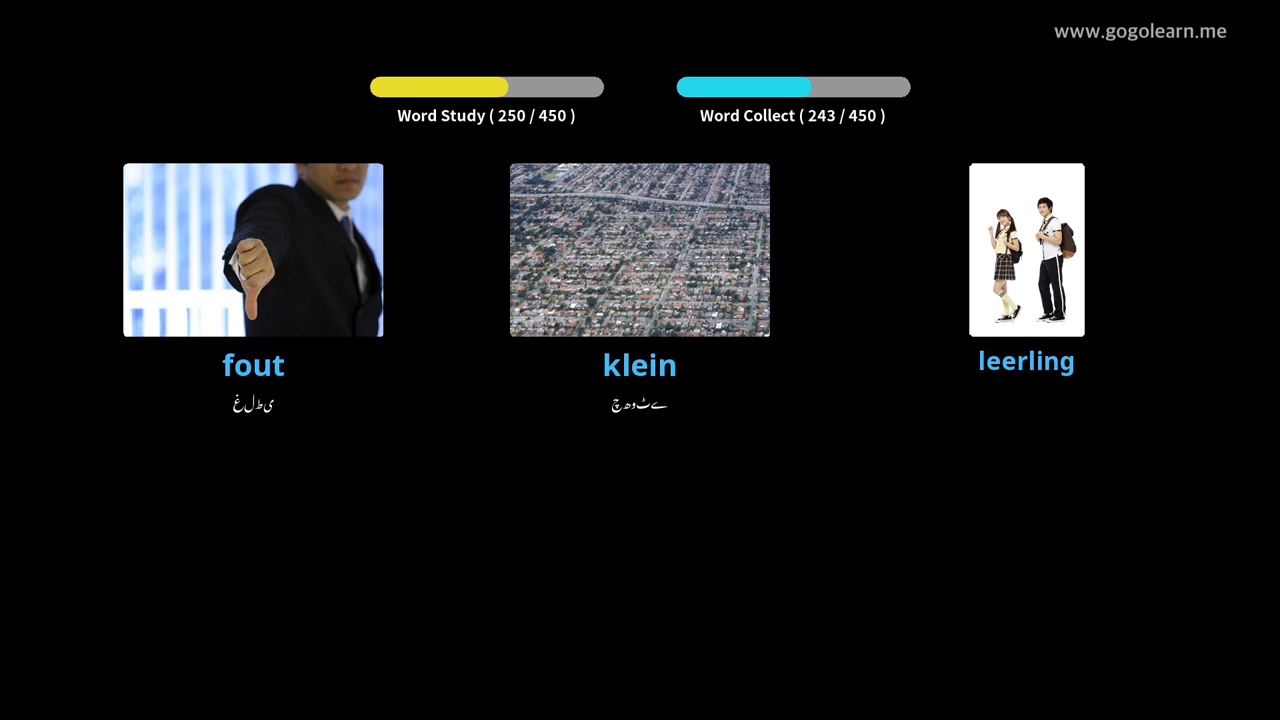 www.gogolearn.me
Word Study ( 250 / 450 )
Word Collect ( 243 / 450 )
fout
غلطی
klein
چھوٹے
leerling